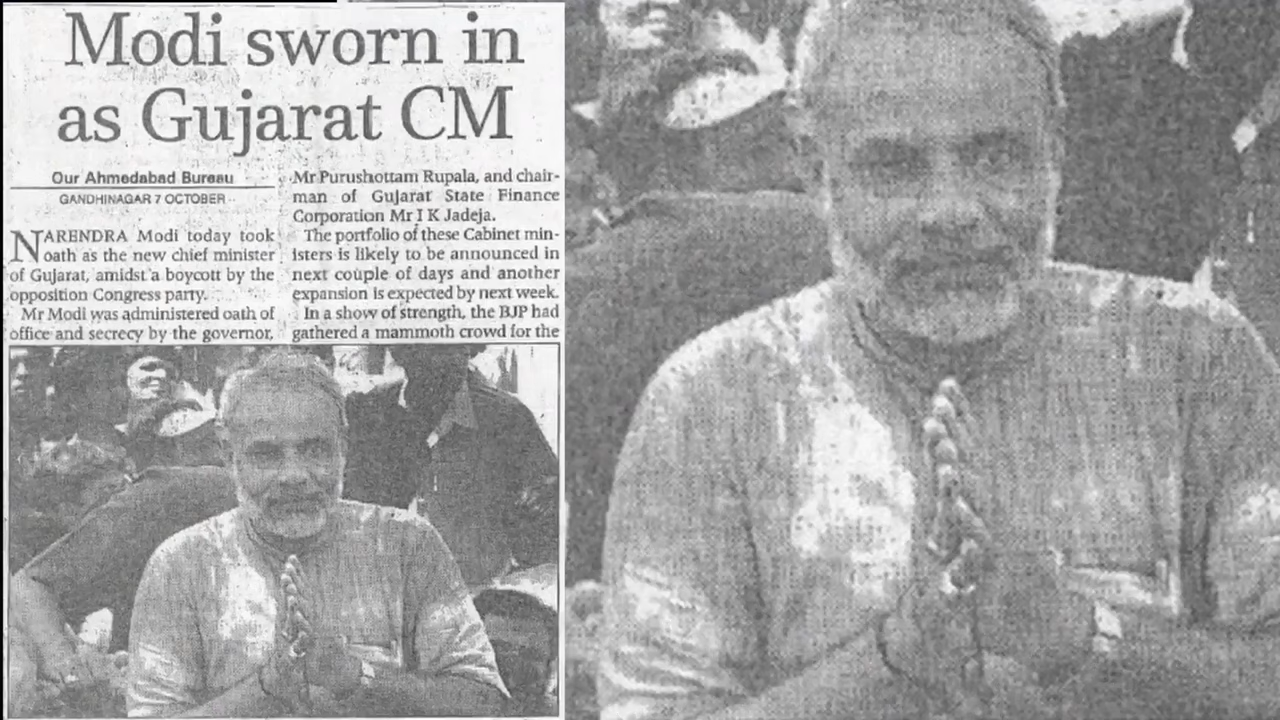 Modi sworn in
as Gujarat CM
Our Ahmedabad Bureau
GANDHINAGAR 7 OCTOBER
NARENDRA Modi today took
oath as the new chief minister
of Gujarat, amidst a boycott by the
opposition Congress party.
Mr Modi was administered oath of
office and secrecy by the governor,
Mr Purushottam Rupala, and chair-
man of Gujarat State Finance
Corporation Mr I K Jadeja.
The portfolio of these Cabinet min-
isters is likely to be announced in
next couple of days and another
expansion is expected by next week.
In a show of strength, the BJP had
gathered a mammoth crowd for the